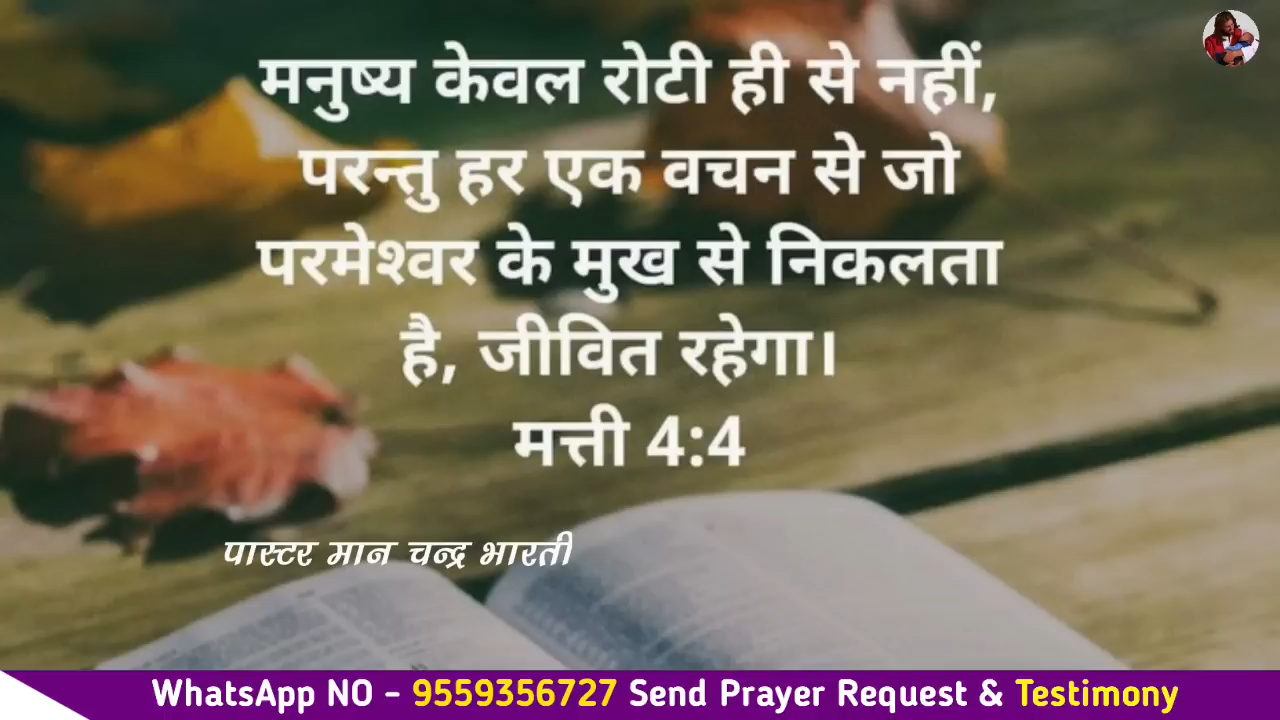 मनुष्य केवल रोटी ही से नहीं,
परन्तु हर एक वचन से जो
परमेश्वर के मुख से निकलता
है, जीवित रहेगा।
मत्ती 4:4
पास्टर मान चन्द्र भारती
WhatsApp NO - 9559356727 Send Prayer Request & Testimony